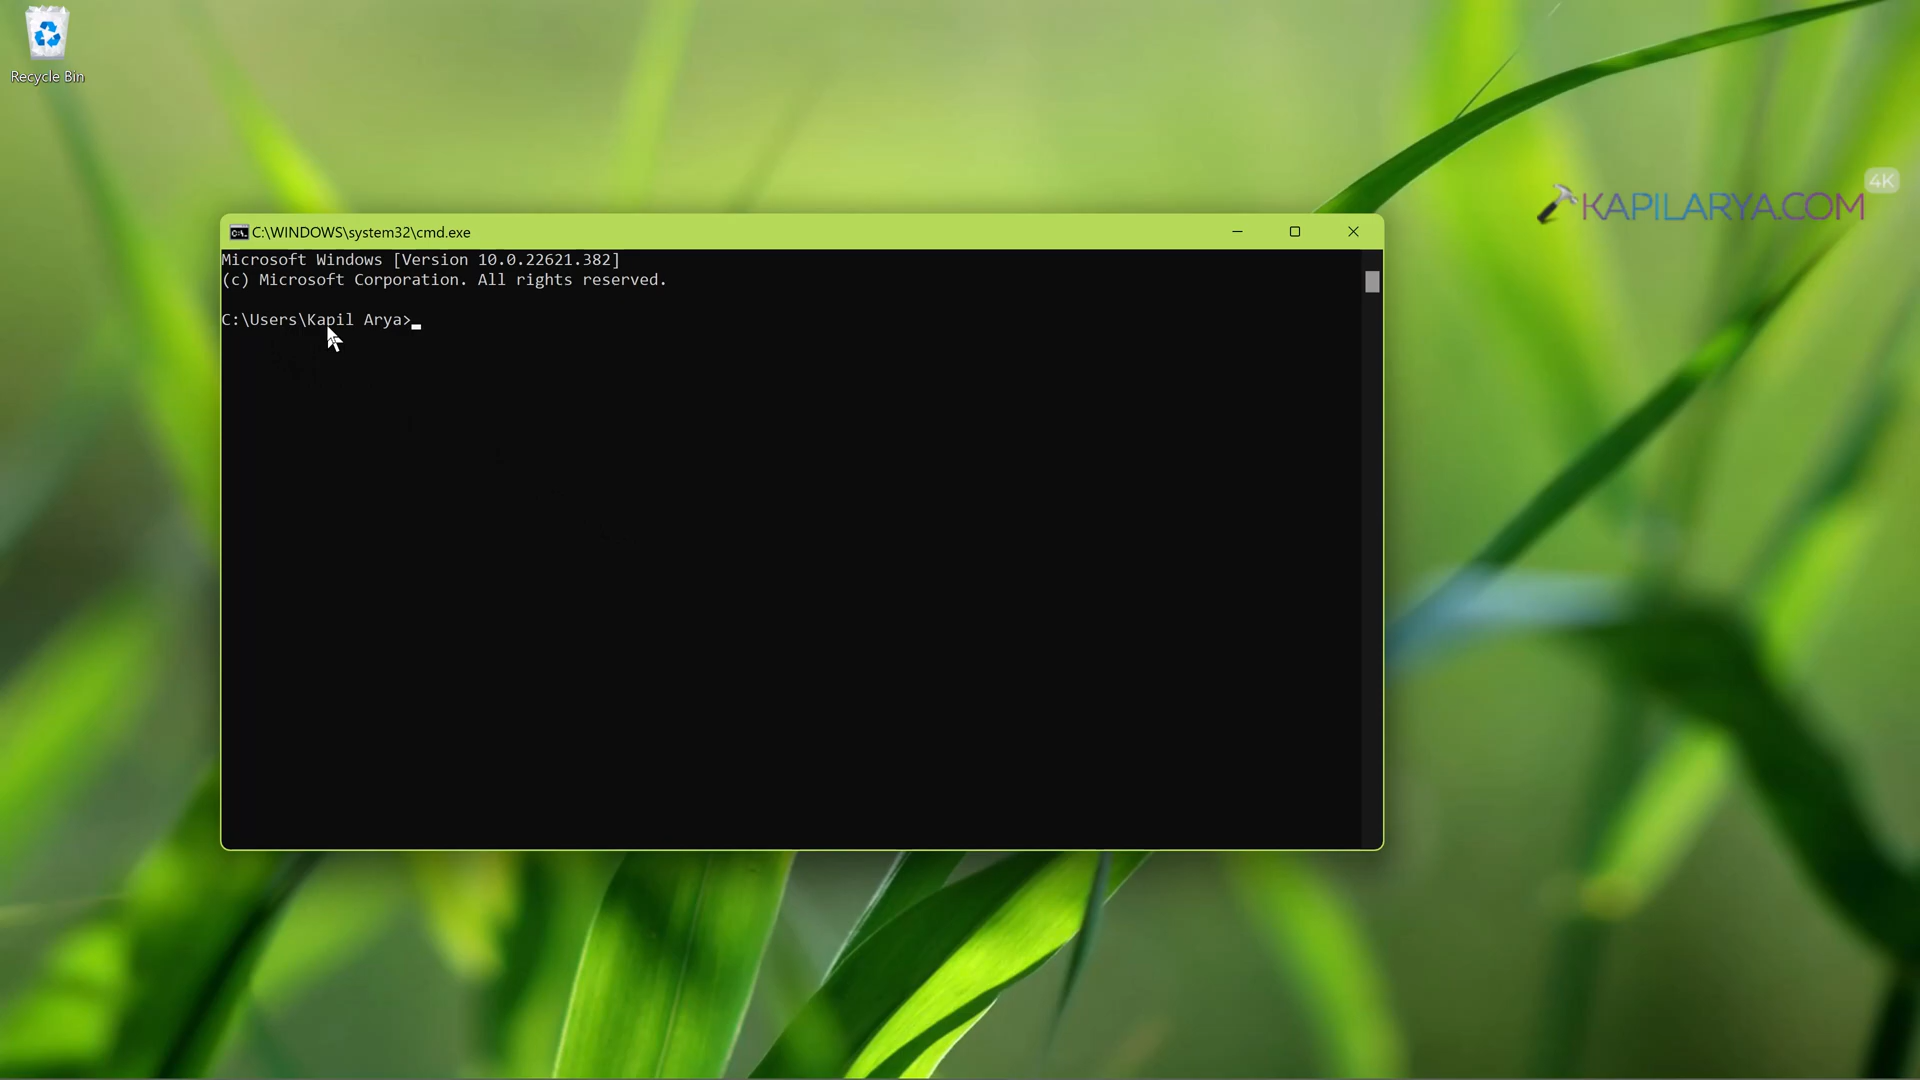 Recycle Bin
4K
KAPILARYA.COM
C:\WINDOWS\system32\cmd.exe
Microsoft Windows [Version 10.0.22621.382]
(c) Microsoft Corporation. All rights reserved.
C:\Users\Kapil Arya>